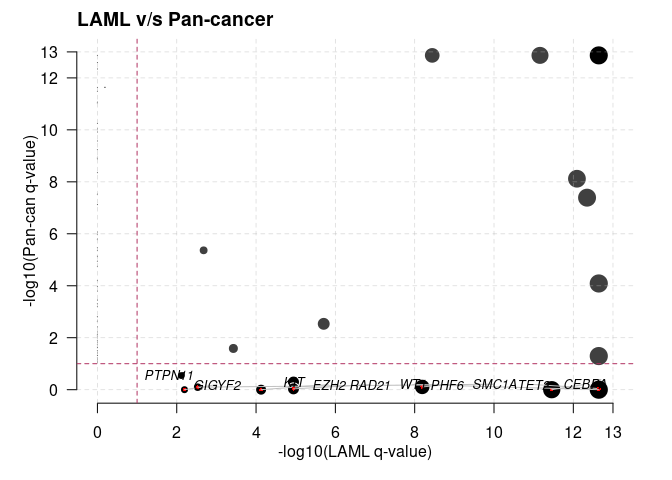 LAML v/s Pan-cancer
13
12
10
8
6
4
2
0
-log10(Pan-can q-value)
PTPN11
GIGYF2
KIT
EZH2
RAD21
WT1
PHF6
SMC1A
TET2
CEBPA
0
2
4
6
8
10
12
13
-log10(LAML q-value)